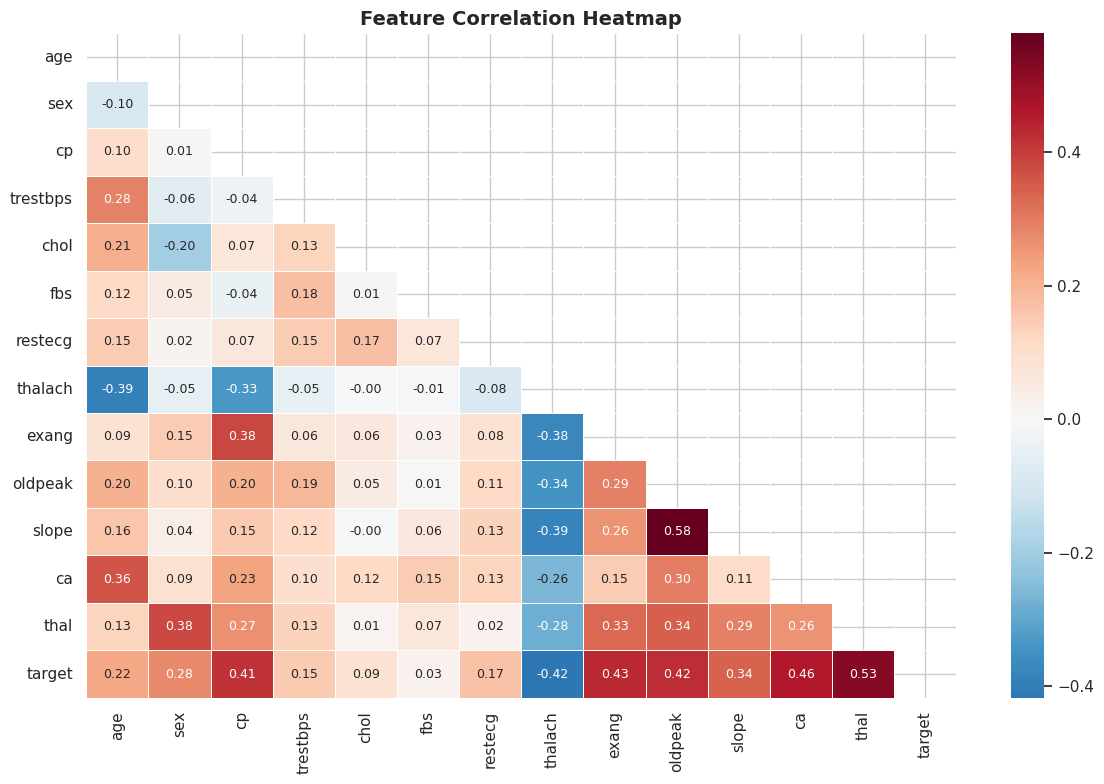 Feature Correlation Heatmap
age
sex -0.10
cp 0.10 0.01
trestbps 0.28 -0.06 -0.04
chol 0.21 -0.20 0.07 0.13
fbs 0.12 0.05 -0.04 0.18 0.01
restecg 0.15 0.02 0.07 0.15 0.17 0.07
thalach -0.39 -0.05 -0.33 -0.05 -0.00 -0.01 -0.08
exang 0.09 0.15 0.38 0.06 0.06 0.03 0.08 -0.38
oldpeak 0.20 0.10 0.20 0.19 0.05 0.01 0.11 -0.34 0.29
slope 0.16 0.04 0.15 0.12 -0.00 0.06 0.13 -0.39 0.26 0.58
ca 0.36 0.09 0.23 0.10 0.12 0.15 0.13 -0.26 0.15 0.30 0.11
thal 0.13 0.38 0.27 0.13 0.01 0.07 0.02 -0.28 0.33 0.34 0.29 0.26
target 0.22 0.28 0.41 0.15 0.09 0.03 0.17 -0.42 0.43 0.42 0.34 0.46 0.53
age sex cp trestbps chol fbs restecg thalach exang oldpeak slope ca thal target
0.4
0.2
0.0
−0.2
−0.4